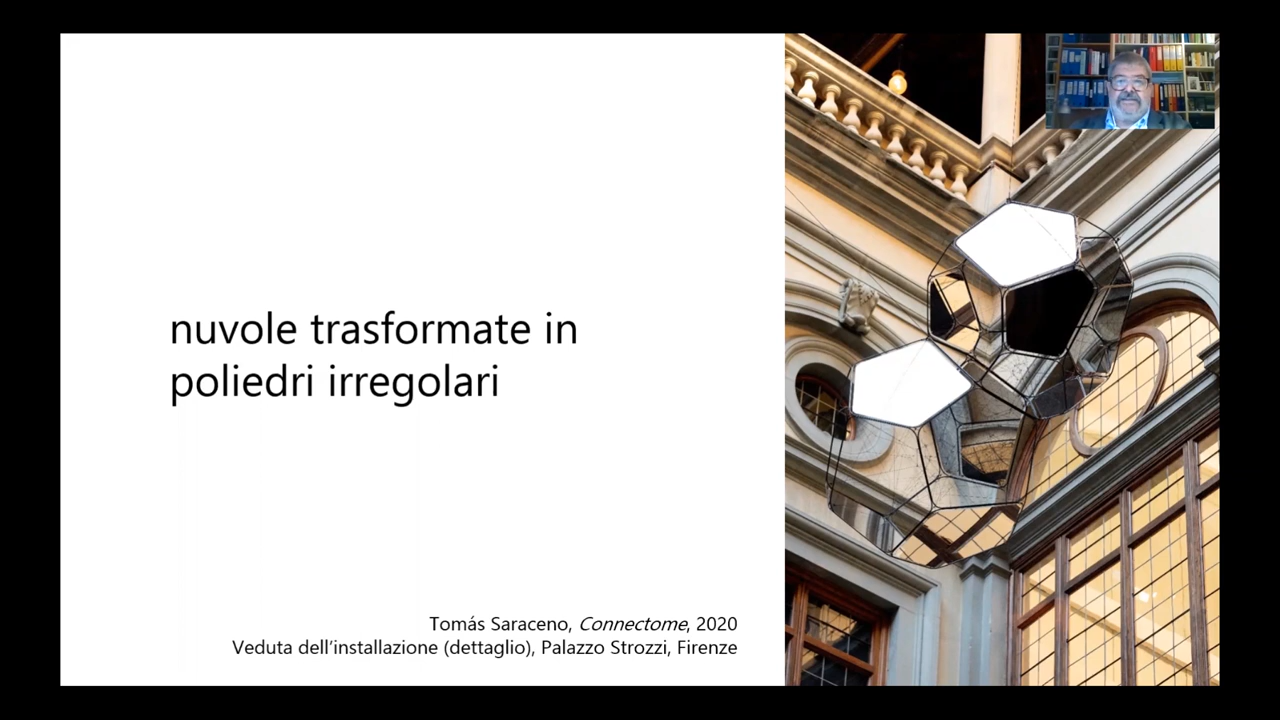 nuvole trasformate in
poliedri irregolari
Tomás Saraceno, Connectome, 2020
Veduta dell’installazione (dettaglio), Palazzo Strozzi, Firenze